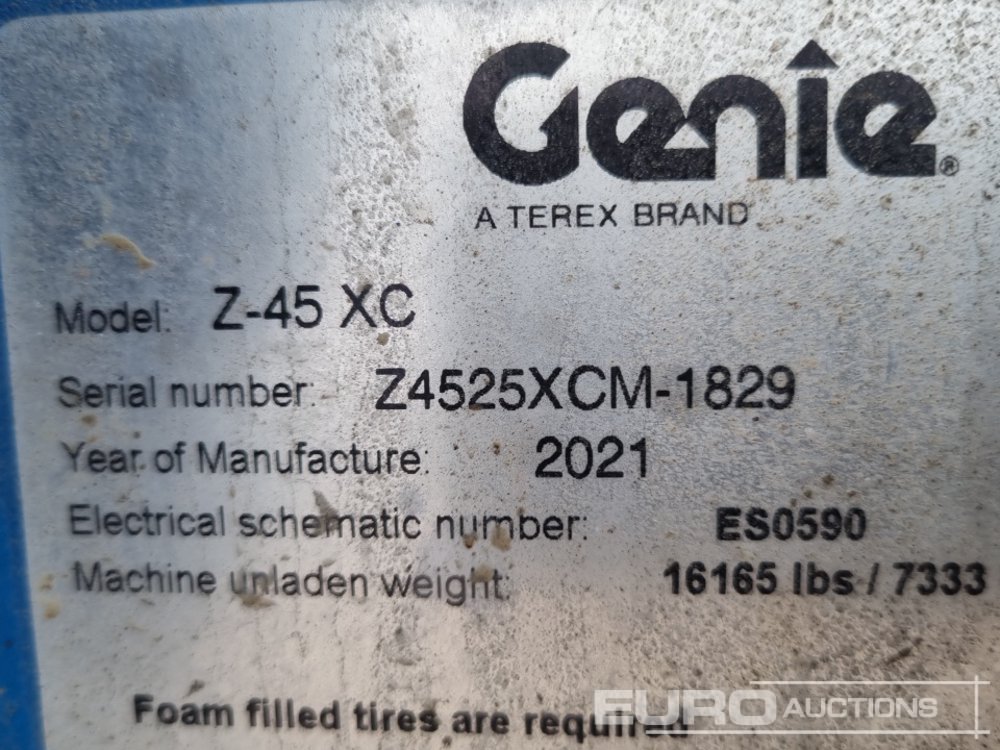 Genie®
A TEREX BRAND
Model: Z-45 XC
Serial number: Z4525XCM-1829
Year of Manufacture: 2021
Electrical schematic number: ES0590
Machine unladen weight: 16165 lbs / 7333
Foam filled tires are required
EURO AUCTIONS